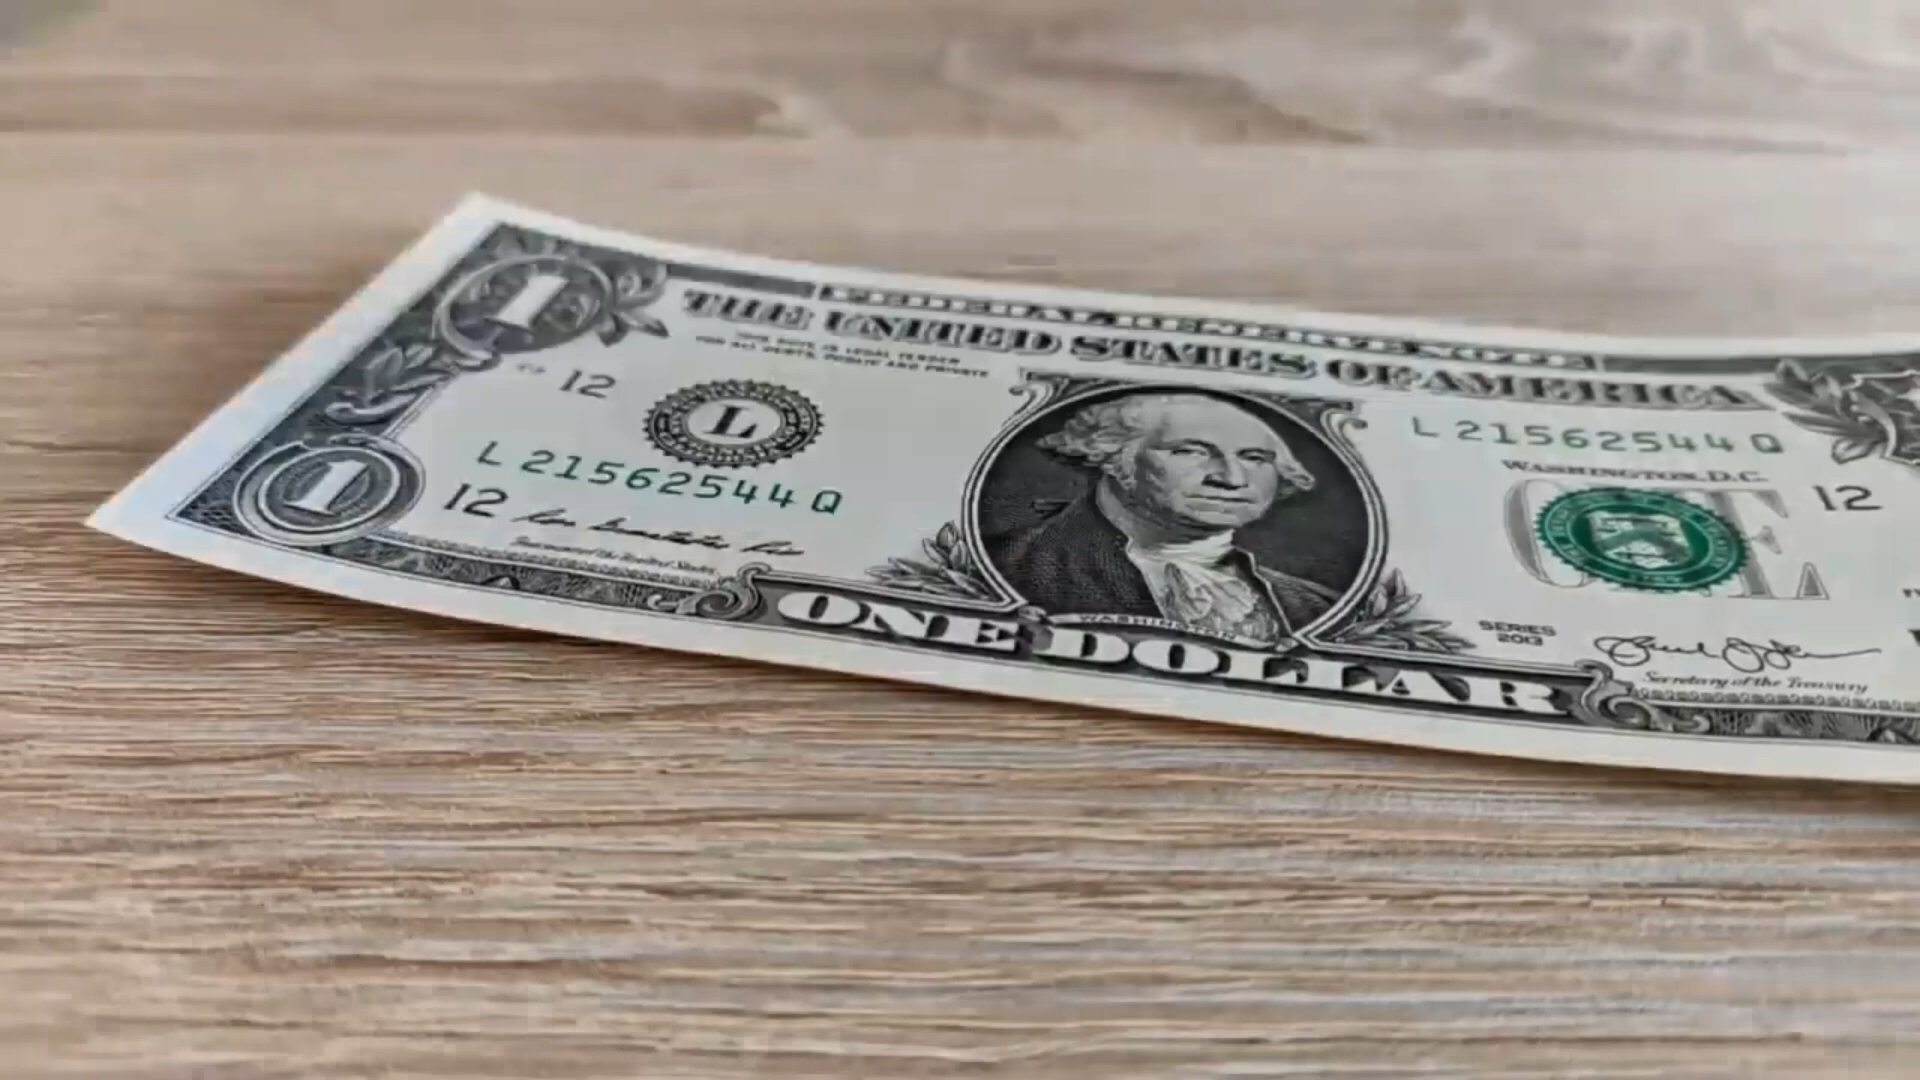 FEDERAL RESERVE NOTE
THE UNITED STATES OF AMERICA
1
THIS NOTE IS LEGAL TENDER
FOR ALL DEBTS, PUBLIC AND PRIVATE
12
L
L 21562544 Q
WASHINGTON, D.C.
1
L 21562544 Q
12
12
WASHINGTON
SERIES
2013
Secretary of the Treasury
ONE DOLLAR